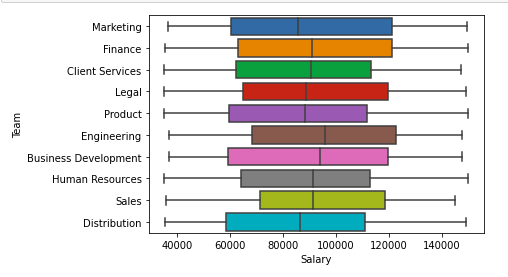 Marketing
Finance
Client Services
Legal
Product
Engineering
Business Development
Human Resources
Sales
Distribution
Team
40000 60000 80000 100000 120000 140000
Salary